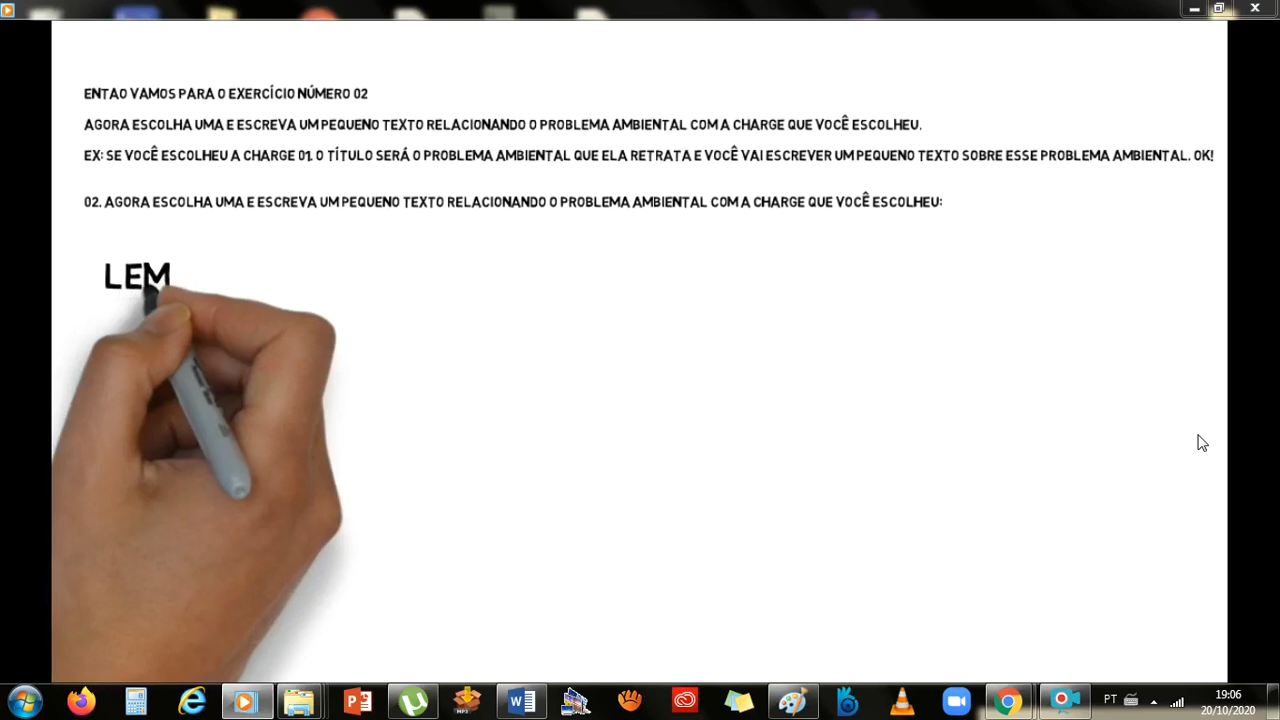 ENTAO VAMOS PARA O EXERCÍCIO NÚMERO 02
AGORA ESCOLHA UMA E ESCREVA UM PEQUENO TEXTO RELACIONANDO O PROBLEMA AMBIENTAL COM A CHARGE QUE VOCÊ ESCOLHEU.
EX: SE VOCÊ ESCOLHEU A CHARGE 01. O TÍTULO SERÁ O PROBLEMA AMBIENTAL QUE ELA RETRATA E VOCÊ VAI ESCREVER UM PEQUENO TEXTO SOBRE ESSE PROBLEMA AMBIENTAL. OK!
02. AGORA ESCOLHA UMA E ESCREVA UM PEQUENO TEXTO RELACIONANDO O PROBLEMA AMBIENTAL COM A CHARGE QUE VOCÊ ESCOLHEU:
LEM
MP3
PT
19:06
20/10/2020